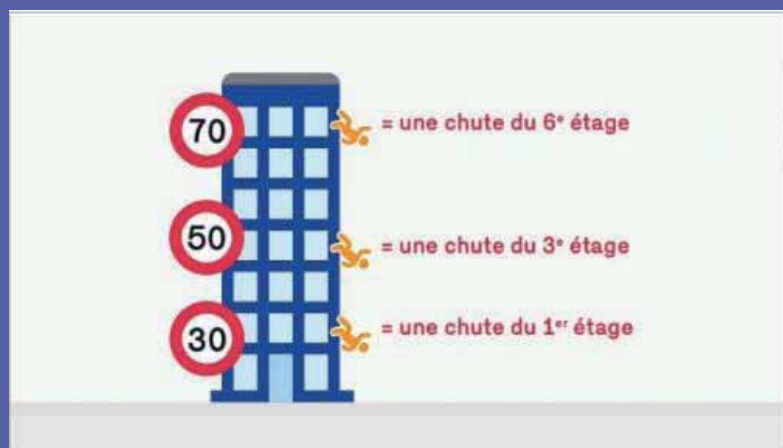 70 = une chute du 6ᵉ étage
50 = une chute du 3ᵉ étage
30 = une chute du 1ᵉʳ étage